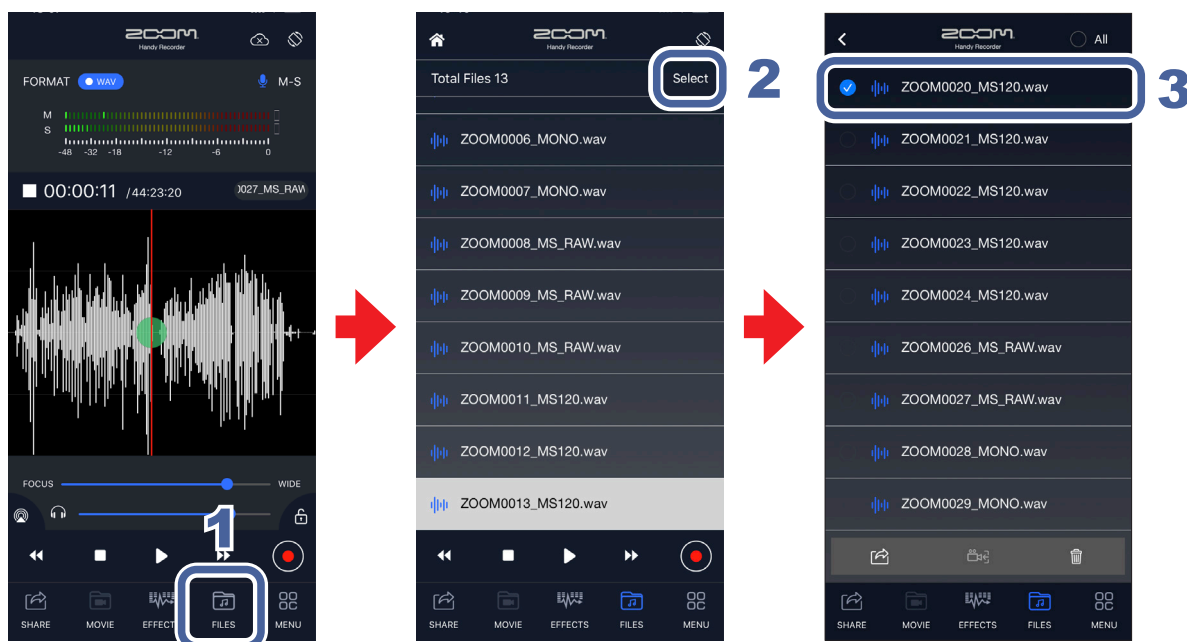 zoom
Handy Recorder
FORMAT WAV M-S
M
S
-48 -32 -18 -12 -6 0
00:00:11 /44:23:20 0027_MS_RAW
FOCUS WIDE
1
SHARE MOVIE EFFECT FILES MENU
zoom
Handy Recorder
Total Files 13 Select
2
ZOOM0006_MONO.wav
ZOOM0007_MONO.wav
ZOOM0008_MS_RAW.wav
ZOOM0009_MS_RAW.wav
ZOOM0010_MS_RAW.wav
ZOOM0011_MS120.wav
ZOOM0012_MS120.wav
ZOOM0013_MS120.wav
SHARE MOVIE EFFECTS FILES MENU
zoom
Handy Recorder
All
3
ZOOM0020_MS120.wav
ZOOM0021_MS120.wav
ZOOM0022_MS120.wav
ZOOM0023_MS120.wav
ZOOM0024_MS120.wav
ZOOM0026_MS_RAW.wav
ZOOM0027_MS_RAW.wav
ZOOM0028_MONO.wav
ZOOM0029_MONO.wav
SHARE MOVIE EFFECTS FILES MENU